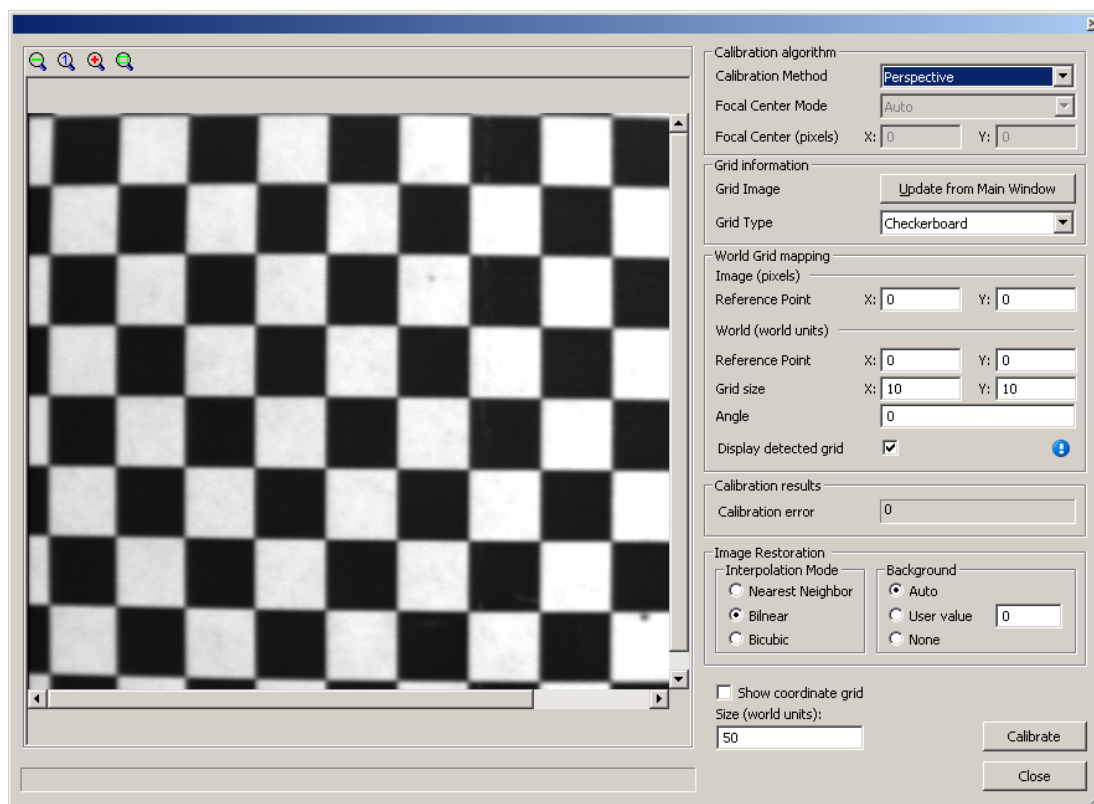 1
Calibration algorithm
Calibration Method Perspective
Focal Center Mode Auto
Focal Center (pixels) X: 0 Y: 0
Grid information
Grid Image Update from Main Window
Grid Type Checkerboard
World Grid mapping
Image (pixels)
Reference Point X: 0 Y: 0
World (world units)
Reference Point X: 0 Y: 0
Grid size X: 10 Y: 10
Angle 0
Display detected grid
Calibration results
Calibration error 0
Image Restoration
Interpolation Mode Background
Nearest Neighbor Auto
Bilnear User value 0
Bicubic None
Show coordinate grid
Size (world units):
50 Calibrate
Close